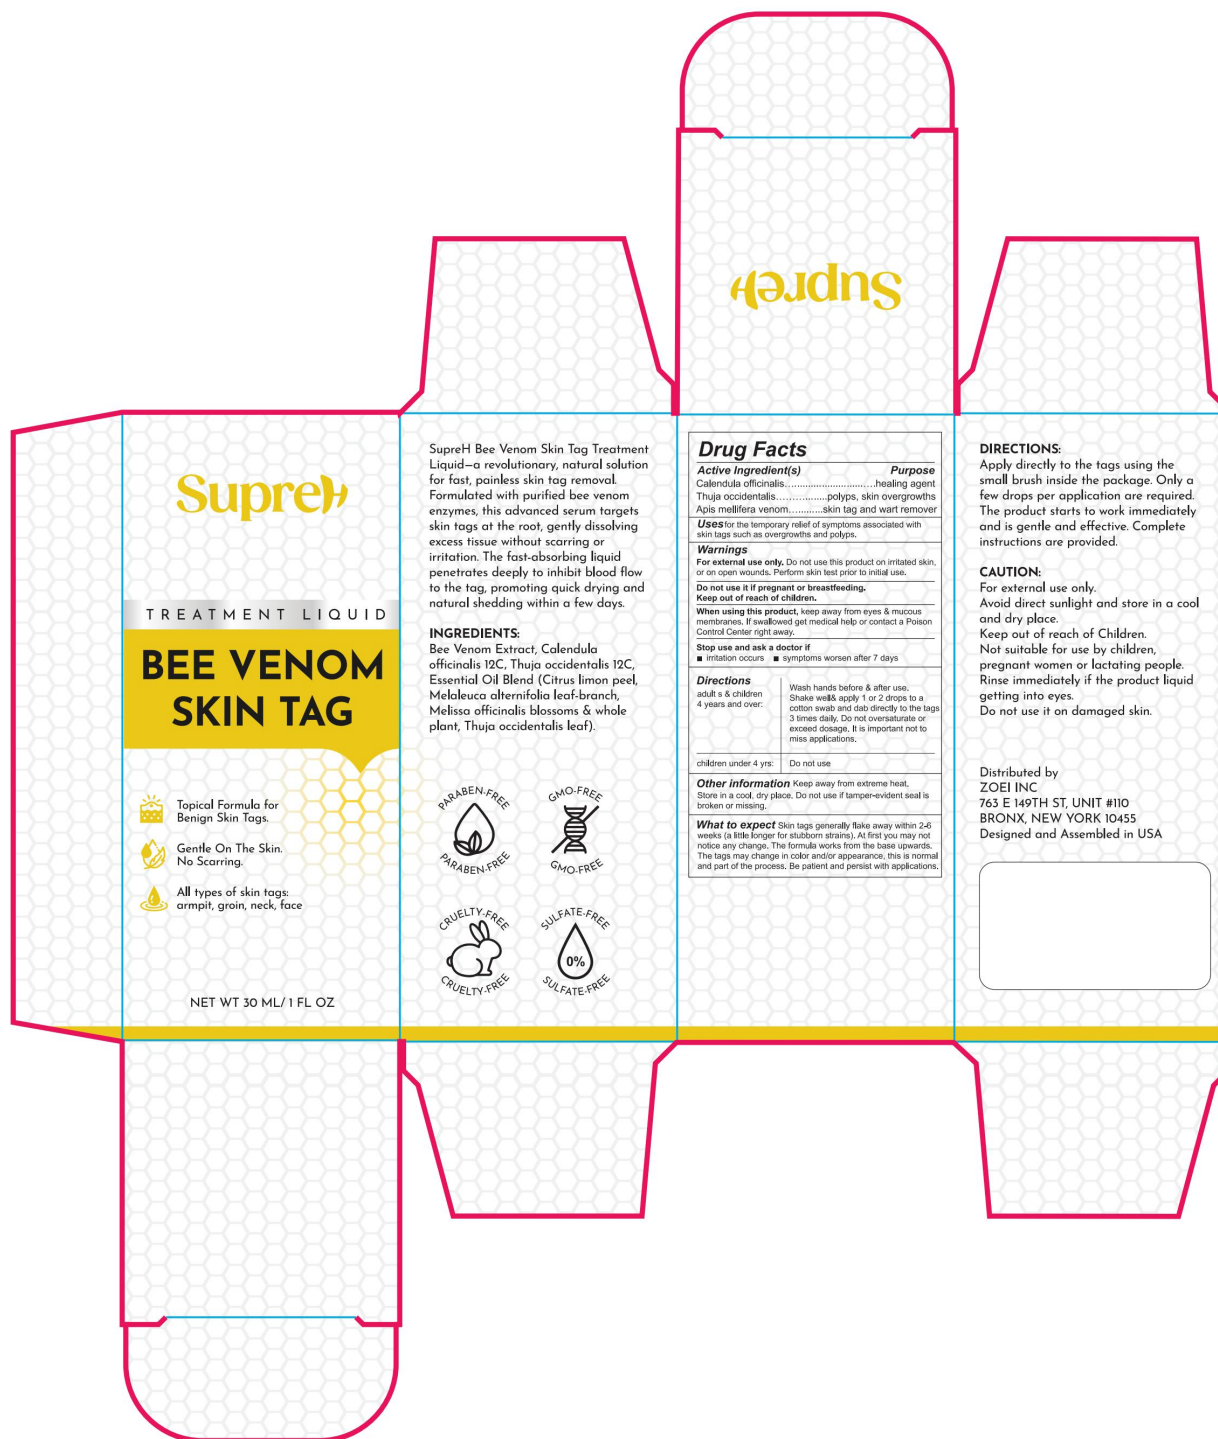 SupreH
SupreH
TREATMENT LIQUID
BEE VENOM
SKIN TAG
Topical Formula for
Benign Skin Tags.
Gentle On The Skin.
No Scarring.
All types of skin tags:
armpit, groin, neck, face
NET WT 30 ML/ 1 FL OZ
SupreH Bee Venom Skin Tag Treatment
Liquid—a revolutionary, natural solution
for fast, painless skin tag removal.
Formulated with purified bee venom
enzymes, this advanced serum targets
skin tags at the root, gently dissolving
excess tissue without scarring or
irritation. The fast-absorbing liquid
penetrates deeply to inhibit blood flow
to the tag, promoting quick drying and
natural shedding within a few days.
INGREDIENTS:
Bee Venom Extract, Calendula
officinalis 12C, Thuja occidentalis 12C,
Essential Oil Blend (Citrus limon peel,
Melaleuca alternifolia leaf-branch,
Melissa officinalis blossoms & whole
plant, Thuja occidentalis leaf).
PARABEN-FREE
PARABEN-FREE
GMO-FREE
GMO-FREE
CRUELTY-FREE
CRUELTY-FREE
SULFATE-FREE
0%
SULFATE-FREE
Drug Facts
Active Ingredient(s) Purpose
Calendula officinalis..........................healing agent
Thuja occidentalis................polyps, skin overgrowths
Apis mellifera venom............skin tag and wart remover
Uses for the temporary relief of symptoms associated with
skin tags such as overgrowths and polyps.
Warnings
For external use only. Do not use this product on irritated skin,
or on open wounds. Perform skin test prior to initial use.
Do not use it if pregnant or breastfeeding.
Keep out of reach of children.
When using this product, keep away from eyes & mucous
membranes. If swallowed get medical help or contact a Poison
Control Center right away.
Stop use and ask a doctor if
■ irritation occurs ■ symptoms worsen after 7 days
Directions
adult s & children
4 years and over:
Wash hands before & after use.
Shake well& apply 1 or 2 drops to a
cotton swab and dab directly to the tags
3 times daily. Do not oversaturate or
exceed dosage. It is important not to
miss applications.
children under 4 yrs: Do not use
Other information Keep away from extreme heat.
Store in a cool, dry place. Do not use if tamper-evident seal is
broken or missing.
What to expect Skin tags generally flake away within 2-6
weeks (a little longer for stubborn strains). At first you may not
notice any change. The formula works from the base upwards.
The tags may change in color and/or appearance, this is normal
and part of the process. Be patient and persist with applications.
DIRECTIONS:
Apply directly to the tags using the
small brush inside the package. Only a
few drops per application are required.
The product starts to work immediately
and is gentle and effective. Complete
instructions are provided.
CAUTION:
For external use only.
Avoid direct sunlight and store in a cool
and dry place.
Keep out of reach of Children.
Not suitable for use by children,
pregnant women or lactating people.
Rinse immediately if the product liquid
getting into eyes.
Do not use it on damaged skin.
Distributed by
ZOEI INC
763 E 149TH ST, UNIT #110
BRONX, NEW YORK 10455
Designed and Assembled in USA